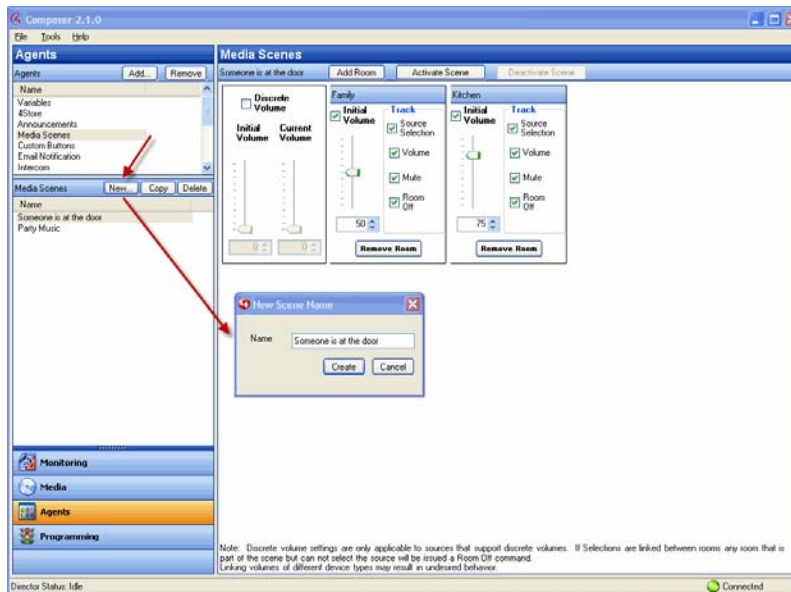 Composer 2.1.0
File Tools Help
Agents
Agents Add... Remove
Name
Variables
4Store
Announcements
Media Scenes
Custom Buttons
Email Notification
Intercom
Media Scenes New... Copy Delete
Name
Someone is at the door
Party Music
Monitoring
Media
Agents
Programming
Media Scenes
Someone is at the door Add Room Activate Scene Deactivate Scene
Discrete Volume
Initial Volume Current Volume
0 0
Family
Initial Volume
Track
Source Selection
Volume
Mute
Room Off
50
Remove Room
Kitchen
Initial Volume
Track
Source Selection
Volume
Mute
Room Off
75
Remove Room
New Scene Name
Name Someone is at the door
Create Cancel
Note: Discrete volume settings are only applicable to sources that support discrete volumes. If Selections are linked between rooms any room that is
part of the scene but can not select the source will be issued a Room Off command.
Linking volumes of different device types may result in undesired behavior.
Director Status: Idle Connected